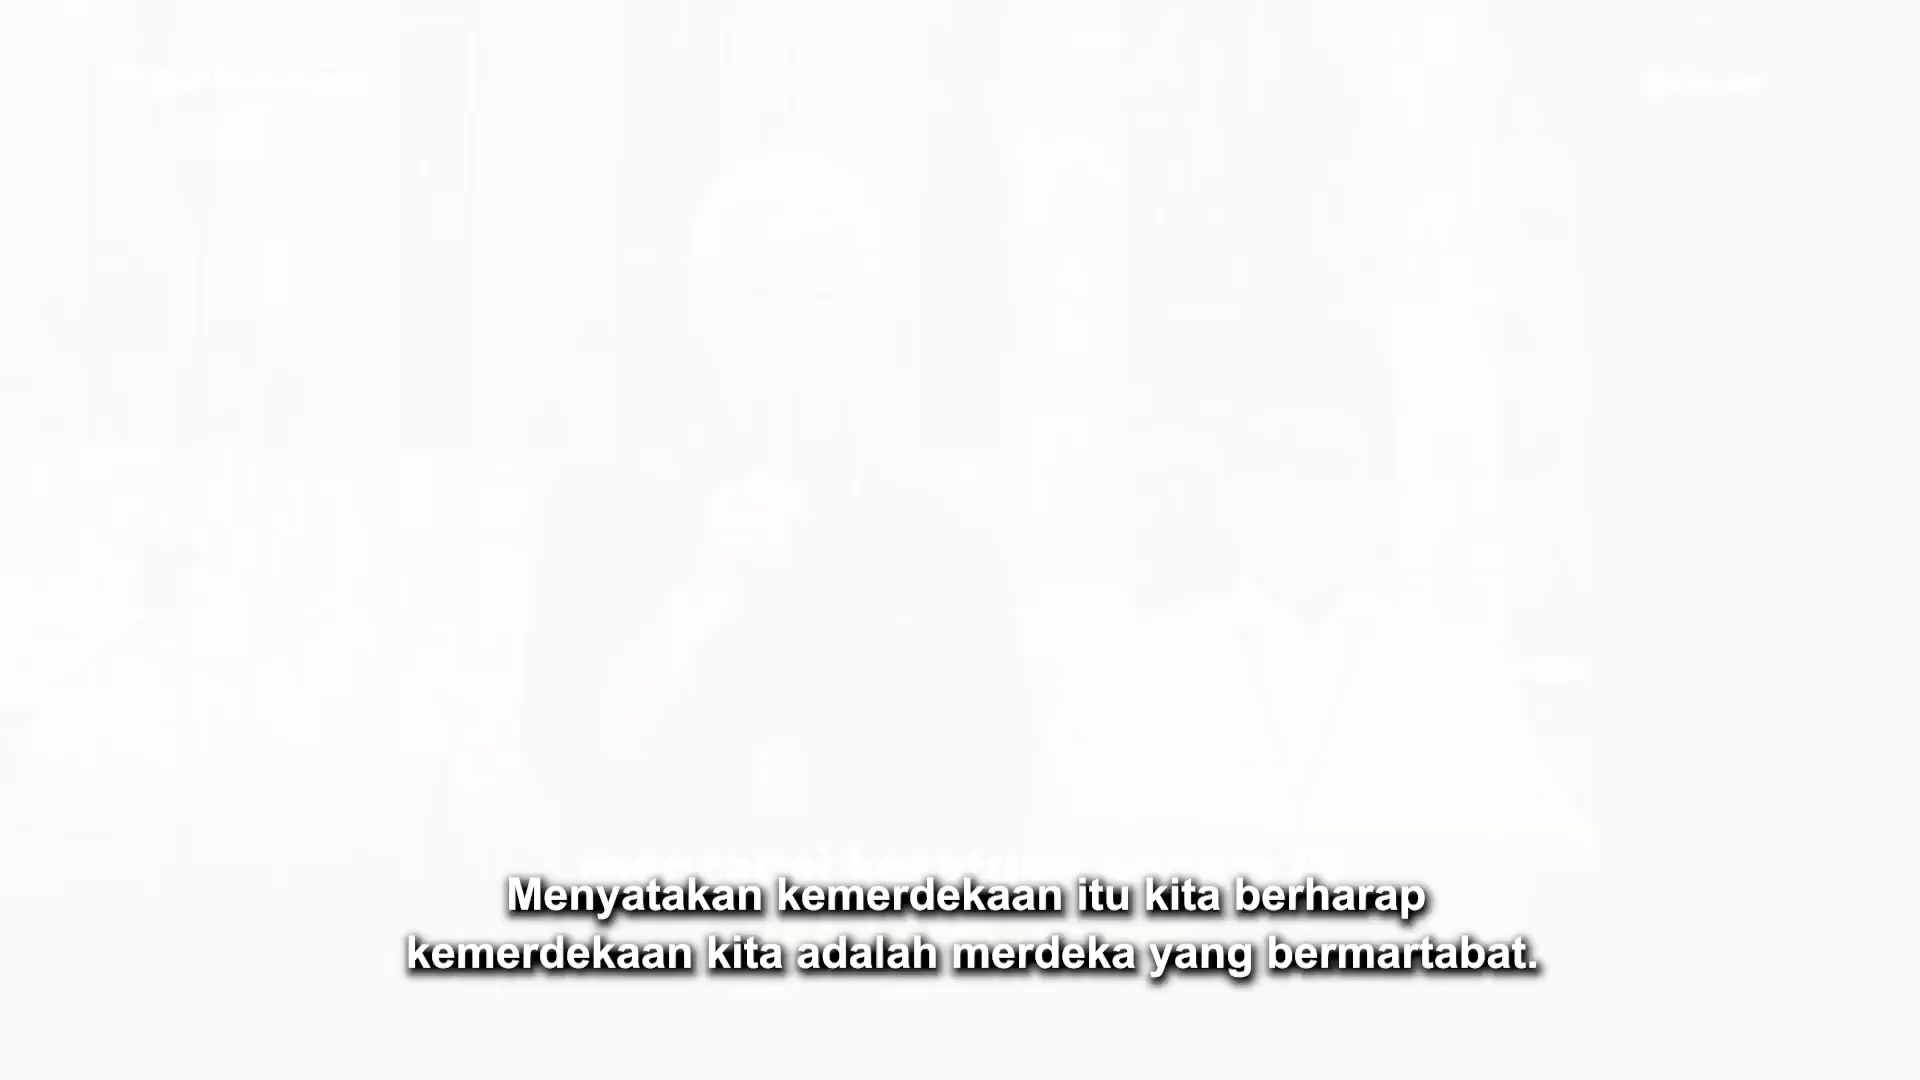 Menyatakan kemerdekaan itu kita berharap
kemerdekaan kita adalah merdeka yang bermartabat.